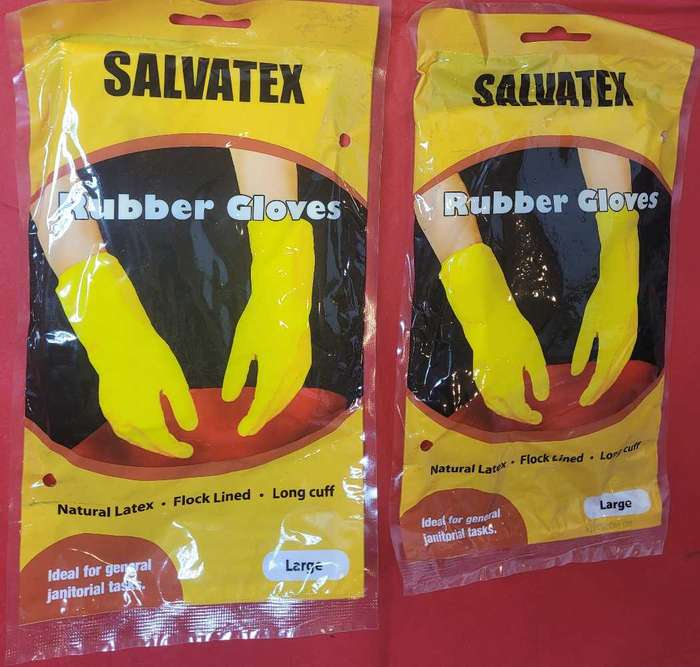 SALVATEX
Rubber Gloves
Natural Latex • Flock Lined • Long cuff
Large
Ideal for general
janitorial tasks.
SALVATEX
Rubber Gloves
Natural Latex • Flock Lined • Long cuff
Large
Ideal for general
janitorial tasks.